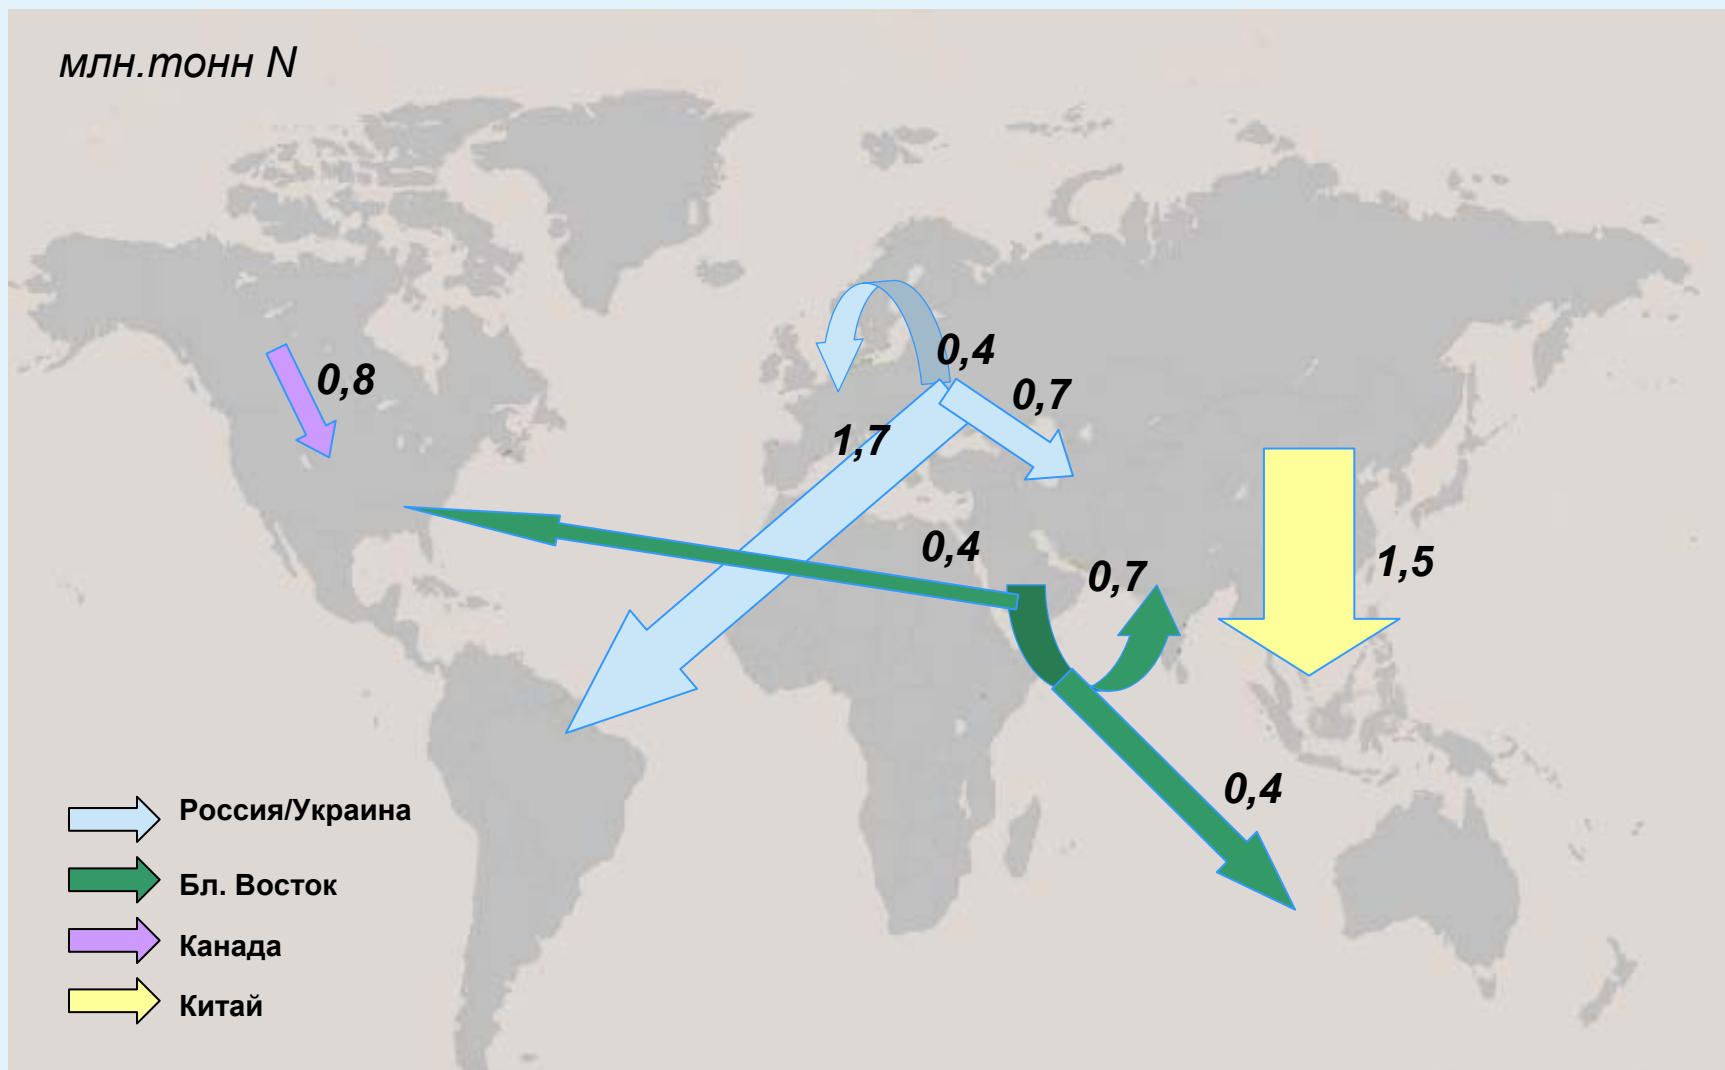 млн.тонн N
0,4
0,8
0,7
1,7
0,4
0,7
1,5
0,4
Россия/Украина
Бл. Восток
Канада
Китай